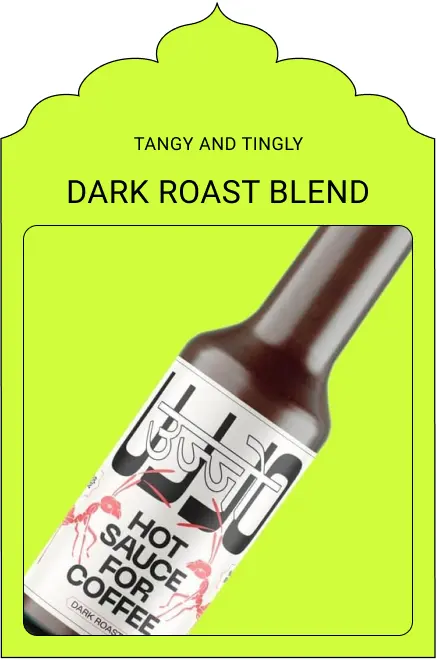 TANGY AND TINGLY
DARK ROAST BLEND
HOT
SAUCE
FOR
COFFEE
DARK ROAST